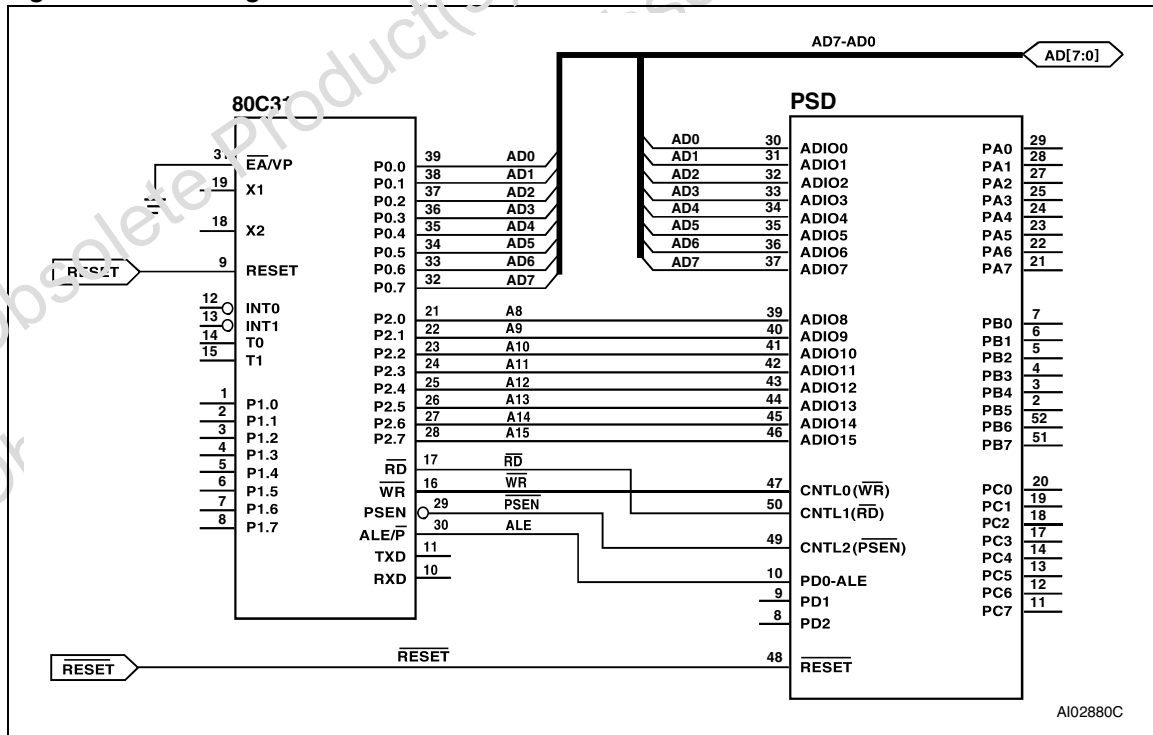 AD7-AD0
AD[7:0]
80C31
PSD
31 EA/VP
19 X1
18 X2
RESET
9 RESET
12 INT0
13 INT1
14 T0
15 T1
1 P1.0
2 P1.1
3 P1.2
4 P1.3
5 P1.4
6 P1.5
7 P1.6
8 P1.7
P0.0 39 AD0
P0.1 38 AD1
P0.2 37 AD2
P0.3 36 AD3
P0.4 35 AD4
P0.5 34 AD5
P0.6 33 AD6
P0.7 32 AD7
P2.0 21 A8
P2.1 22 A9
P2.2 23 A10
P2.3 24 A11
P2.4 25 A12
P2.5 26 A13
P2.6 27 A14
P2.7 28 A15
RD 17 RD
WR 16 WR
PSEN 29 PSEN
ALE/P 30 ALE
TXD 11
RXD 10
AD0 30 ADIO0
AD1 31 ADIO1
AD2 32 ADIO2
AD3 33 ADIO3
AD4 34 ADIO4
AD5 35 ADIO5
AD6 36 ADIO6
AD7 37 ADIO7
39 ADIO8
40 ADIO9
41 ADIO10
42 ADIO11
43 ADIO12
44 ADIO13
45 ADIO14
46 ADIO15
47 CNTL0(WR)
50 CNTL1(RD)
49 CNTL2(PSEN)
10 PD0-ALE
9 PD1
8 PD2
48 RESET
PA0 29
PA1 28
PA2 27
PA3 25
PA4 24
PA5 23
PA6 22
PA7 21
PB0 7
PB1 6
PB2 5
PB3 4
PB4 3
PB5 2
PB6 52
PB7 51
PC0 20
PC1 19
PC2 18
PC3 17
PC4 14
PC5 13
PC6 12
PC7 11
RESET
RESET
AI02880C
obsolete Product(s)